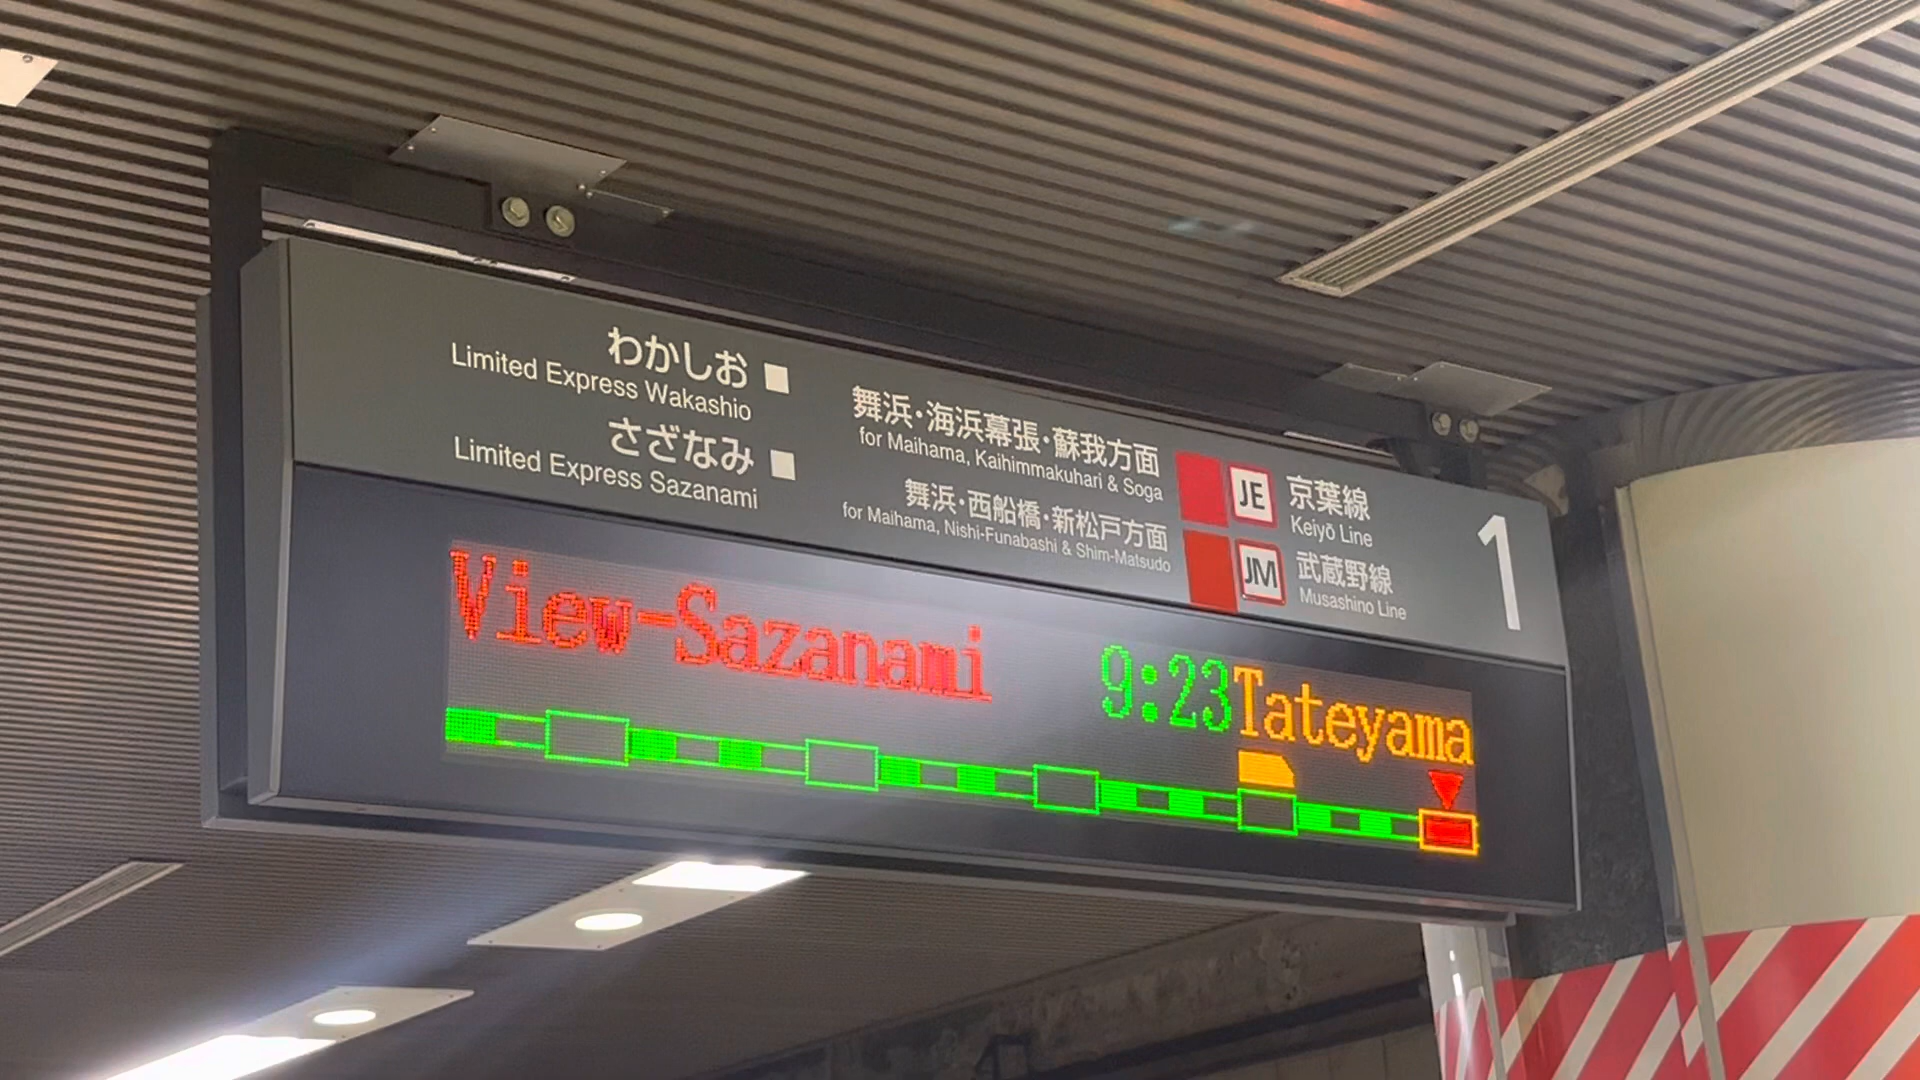 わかしお
Limited Express Wakashio
さざなみ
Limited Express Sazanami
舞浜・海浜幕張・蘇我方面
for Maihama, Kaihimmakuhari & Soga
舞浜・西船橋・新松戸方面
for Maihama, Nishi-Funabashi & Shim-Matsudo
JE 京葉線
Keiyō Line
JM 武蔵野線
Musashino Line
1
View-Sazanami 9:23 Tateyama